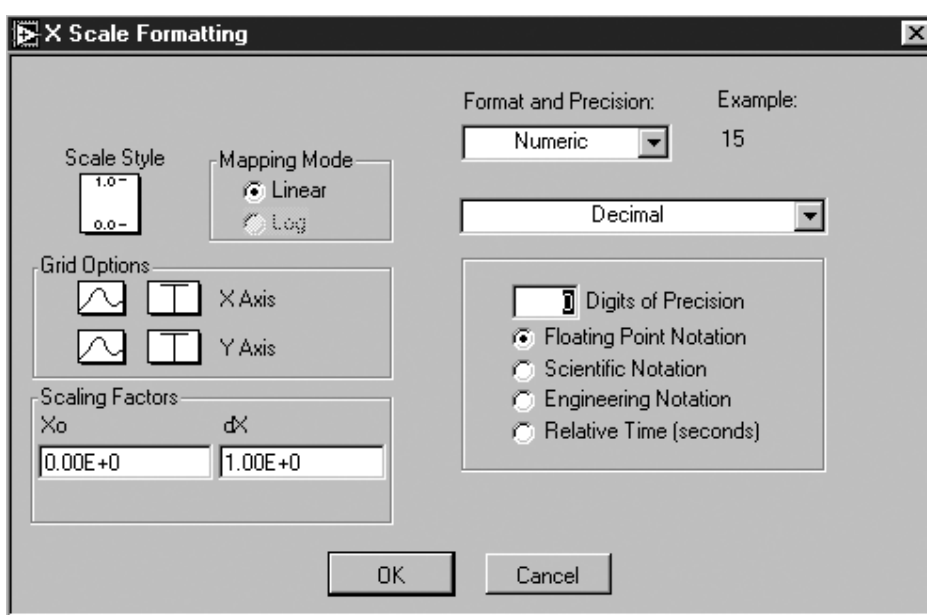 X Scale Formatting
Format and Precision:
Example:
Numeric
15
Scale Style
1.0
0.0
Mapping Mode
Linear
Log
Decimal
Grid Options
X Axis
Y Axis
0 Digits of Precision
Floating Point Notation
Scientific Notation
Engineering Notation
Relative Time (seconds)
Scaling Factors
Xo
dX
0.00E+0
1.00E+0
OK
Cancel